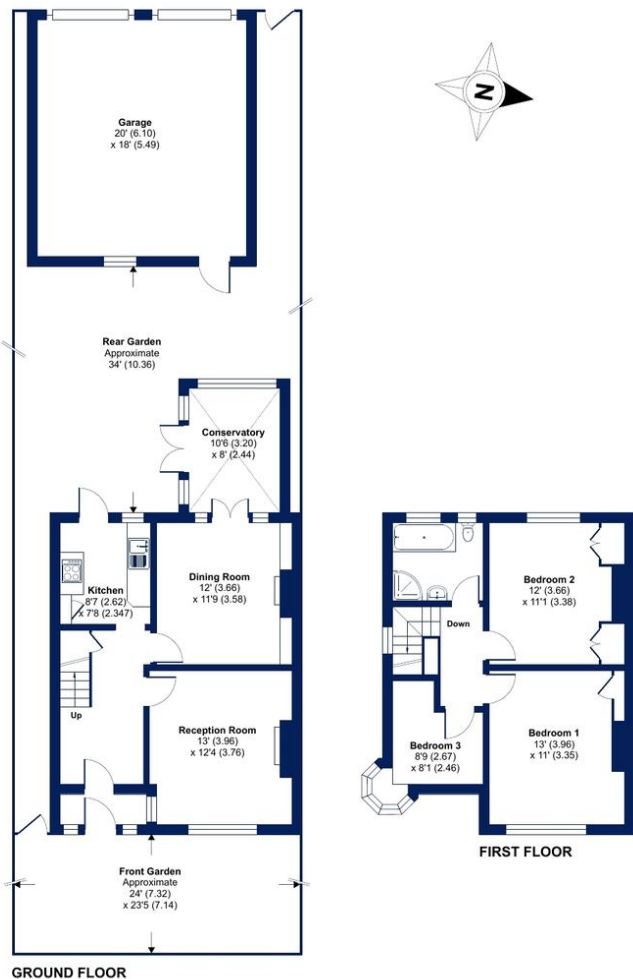 Garage
20' (6.10)
x 18' (5.49)
N
Rear Garden
Approximate
34' (10.36)
Conservatory
10'6 (3.20)
x 8' (2.44)
Kitchen
8'7 (2.62)
x 7'8 (2.347)
Dining Room
12' (3.66)
x 11'9 (3.58)
Up
Reception Room
13' (3.96)
x 12'4 (3.76)
Front Garden
Approximate
24' (7.32)
x 23'5 (7.14)
GROUND FLOOR
Bedroom 2
12' (3.66)
x 11'1 (3.38)
Down
Bedroom 3
8'9 (2.67)
x 8'1 (2.46)
Bedroom 1
13' (3.96)
x 11' (3.35)
FIRST FLOOR